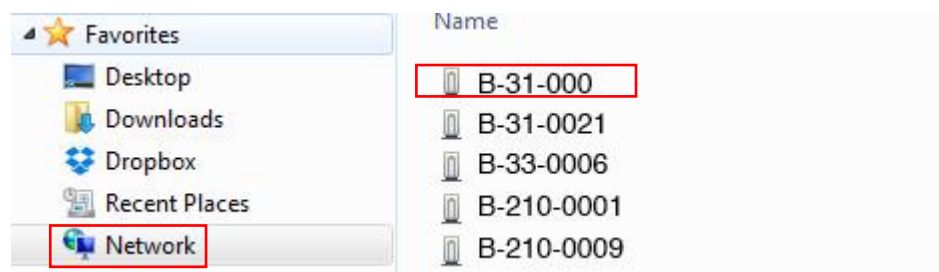 Favorites
Desktop
Downloads
Dropbox
Recent Places
Network
Name
B-31-000
B-31-0021
B-33-0006
B-210-0001
B-210-0009